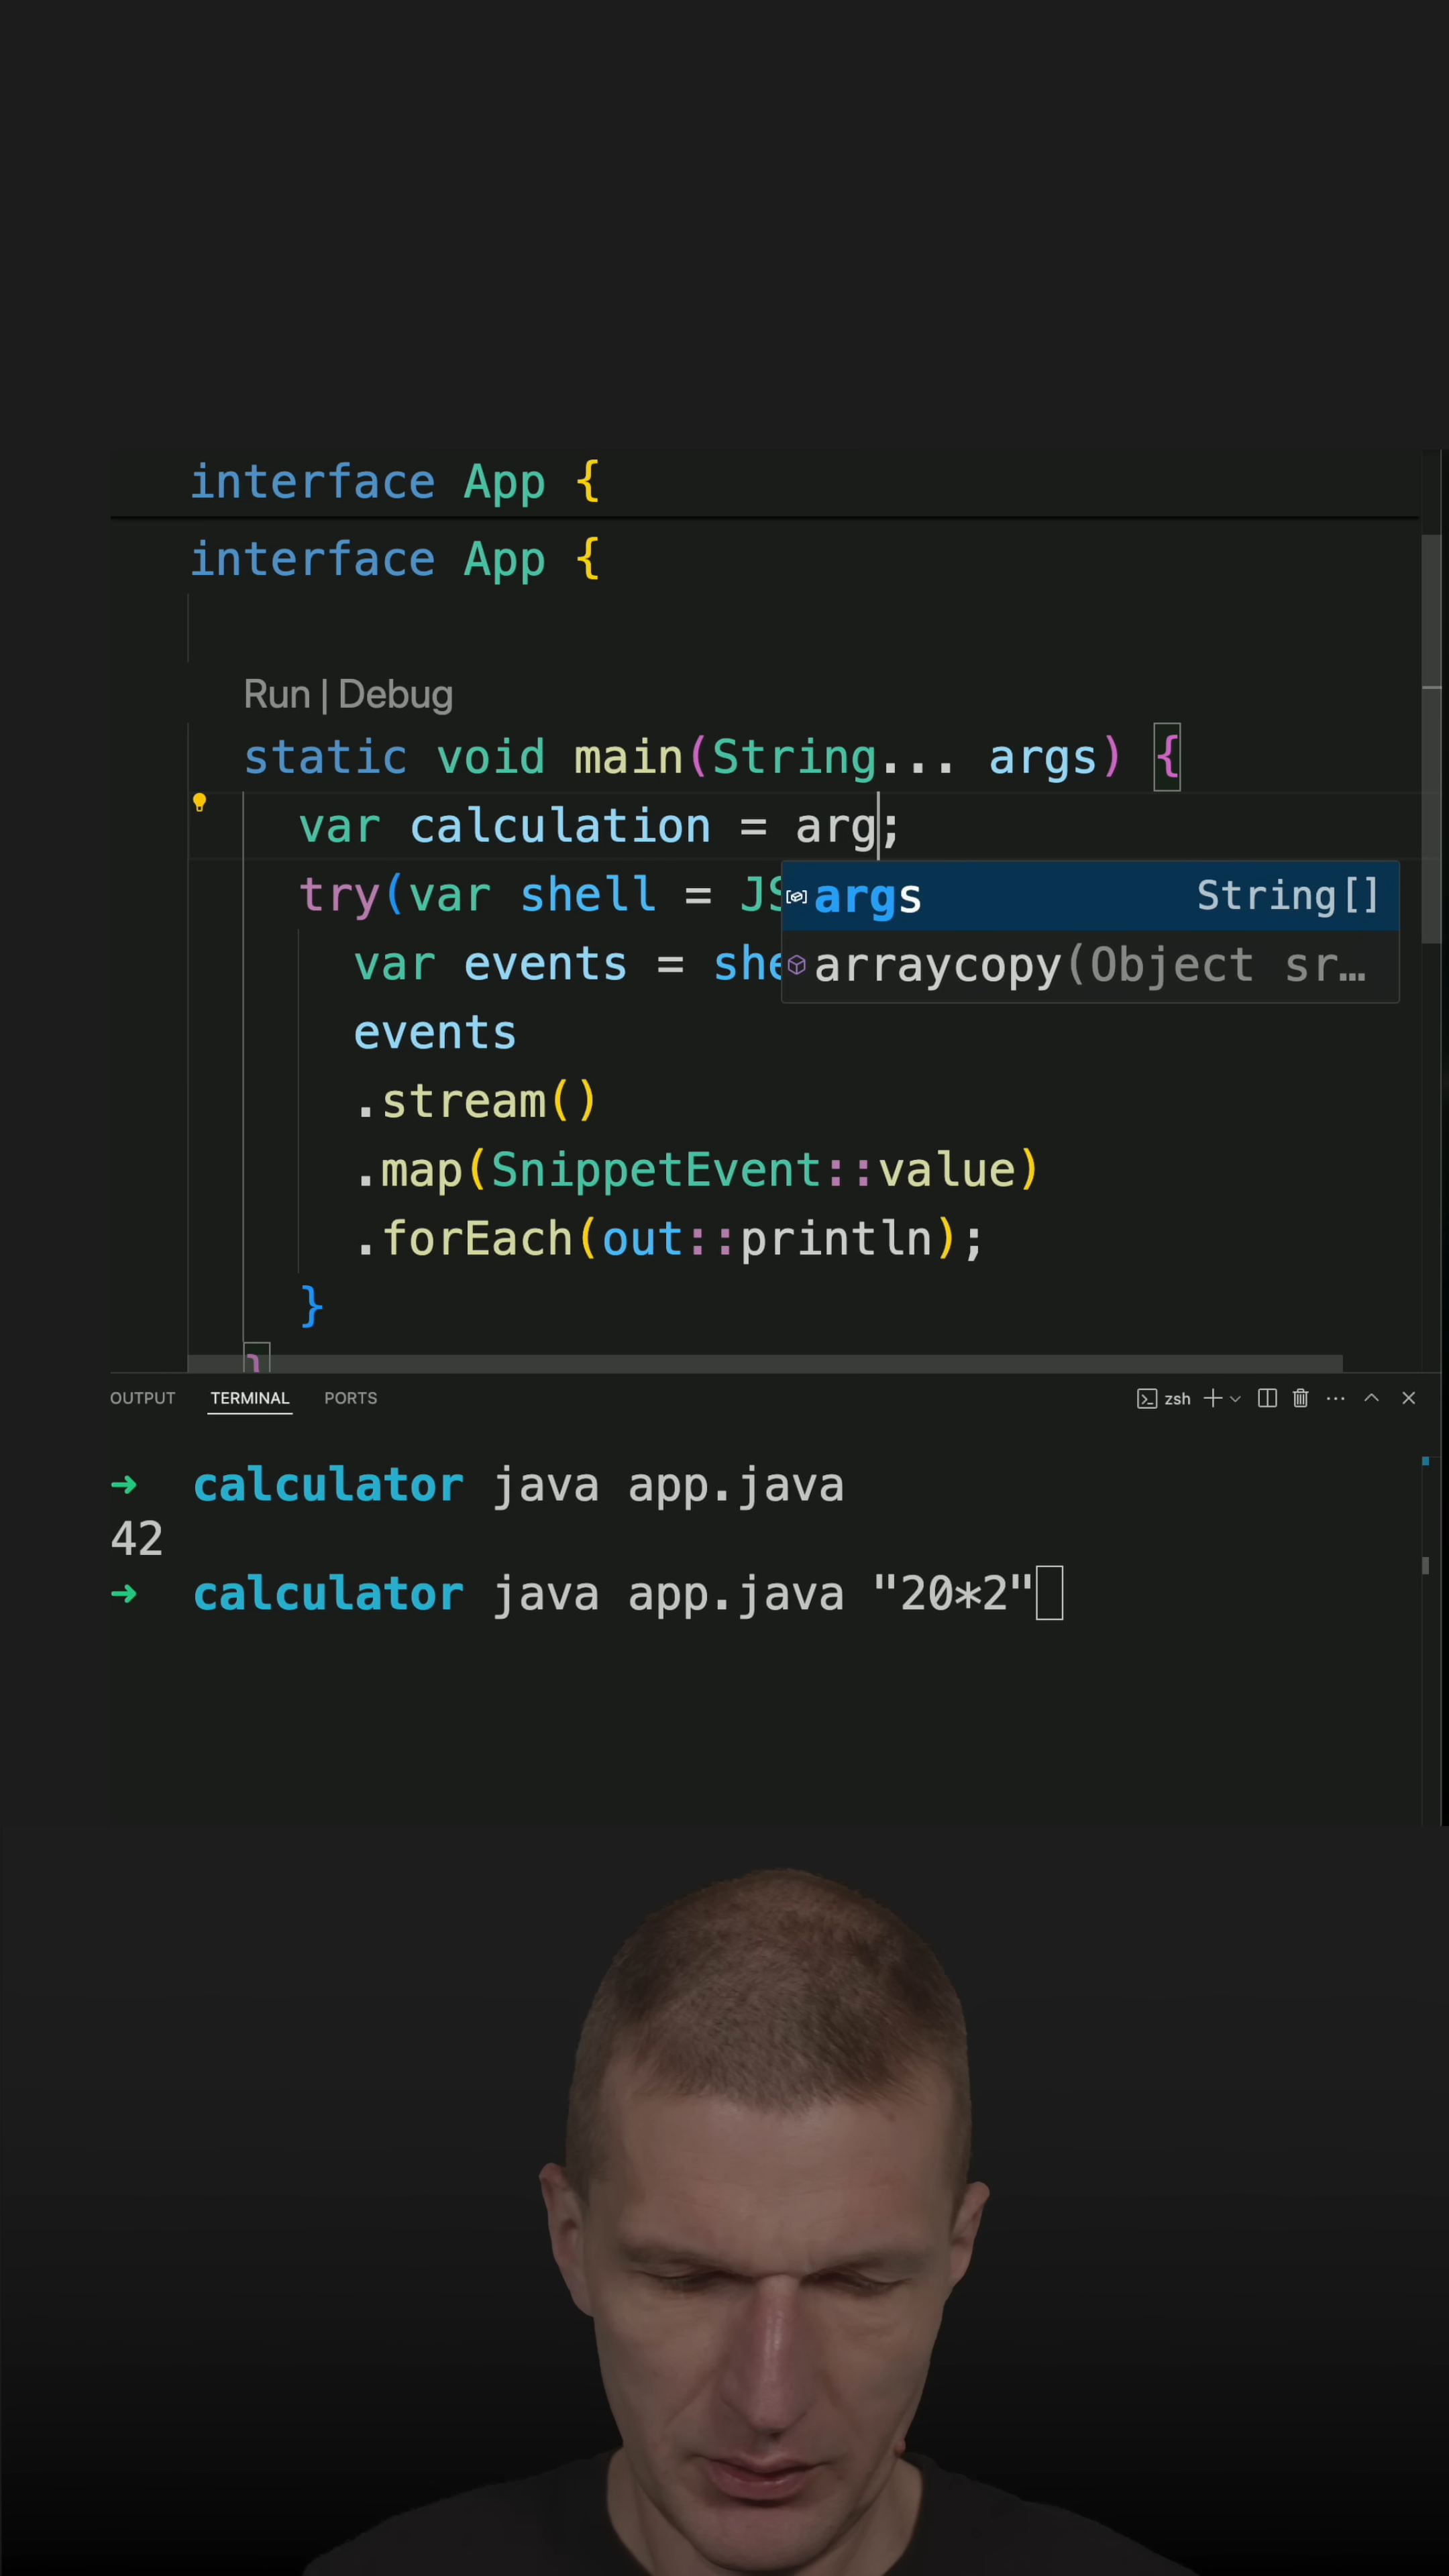 interface App {
interface App {
Run | Debug
static void main(String... args) {
var calculation = arg;
try(var shell = JS
args String[]
var events = she
arraycopy(Object sr…
events
.stream()
.map(SnippetEvent::value)
.forEach(out::println);
}
}
OUTPUT TERMINAL PORTS zsh
➜ calculator java app.java
42
➜ calculator java app.java "20*2"